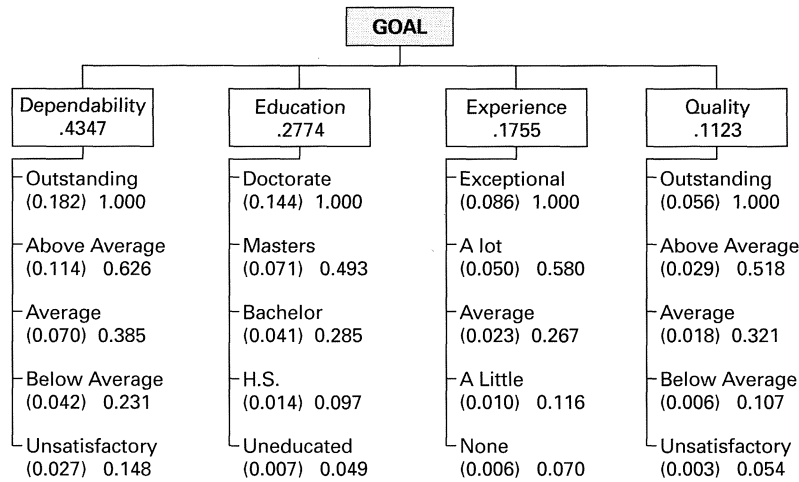 GOAL
Dependability
.4347
Outstanding
(0.182) 1.000
Above Average
(0.114) 0.626
Average
(0.070) 0.385
Below Average
(0.042) 0.231
Unsatisfactory
(0.027) 0.148
Education
.2774
Doctorate
(0.144) 1.000
Masters
(0.071) 0.493
Bachelor
(0.041) 0.285
H.S.
(0.014) 0.097
Uneducated
(0.007) 0.049
Experience
.1755
Exceptional
(0.086) 1.000
A lot
(0.050) 0.580
Average
(0.023) 0.267
A Little
(0.010) 0.116
None
(0.006) 0.070
Quality
.1123
Outstanding
(0.056) 1.000
Above Average
(0.029) 0.518
Average
(0.018) 0.321
Below Average
(0.006) 0.107
Unsatisfactory
(0.003) 0.054